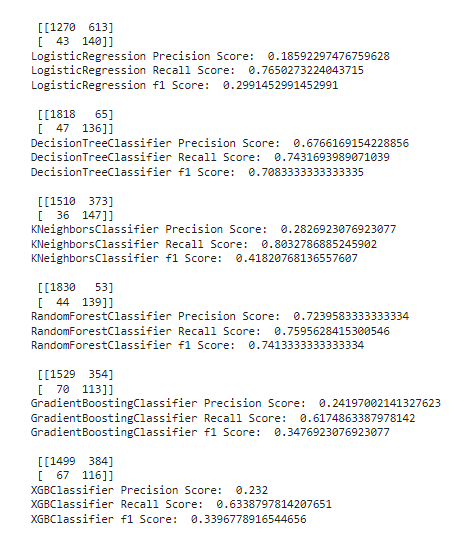 [[1270 613]
[ 43 140]]
LogisticRegression Precision Score: 0.18592297476759628
LogisticRegression Recall Score: 0.7650273224043715
LogisticRegression f1 Score: 0.2991452991452991
[[1818 65]
[ 47 136]]
DecisionTreeClassifier Precision Score: 0.6766169154228856
DecisionTreeClassifier Recall Score: 0.7431693989071039
DecisionTreeClassifier f1 Score: 0.7083333333333335
[[1510 373]
[ 36 147]]
KNeighborsClassifier Precision Score: 0.2826923076923077
KNeighborsClassifier Recall Score: 0.8032786885245902
KNeighborsClassifier f1 Score: 0.41820768136557607
[[1830 53]
[ 44 139]]
RandomForestClassifier Precision Score: 0.7239583333333334
RandomForestClassifier Recall Score: 0.7595628415300546
RandomForestClassifier f1 Score: 0.7413333333333334
[[1529 354]
[ 70 113]]
GradientBoostingClassifier Precision Score: 0.24197002141327623
GradientBoostingClassifier Recall Score: 0.6174863387978142
GradientBoostingClassifier f1 Score: 0.3476923076923077
[[1499 384]
[ 67 116]]
XGBClassifier Precision Score: 0.232
XGBClassifier Recall Score: 0.6338797814207651
XGBClassifier f1 Score: 0.3396778916544656